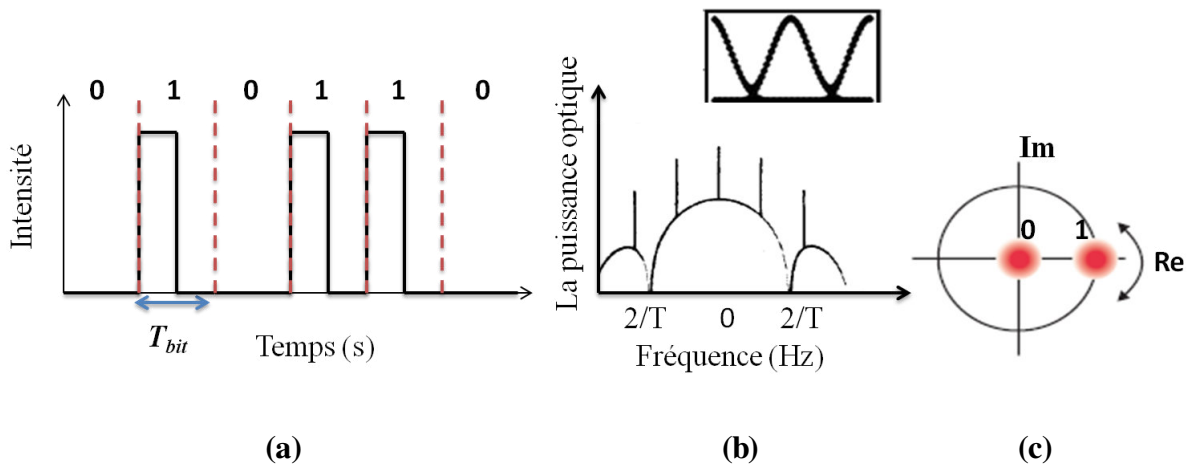 0 1 0 1 1 0
Intensité
T_bit
Temps (s)
(a)
La puissance optique
2/T 0 2/T
Fréquence (Hz)
(b)
Im
0 1
Re
(c)